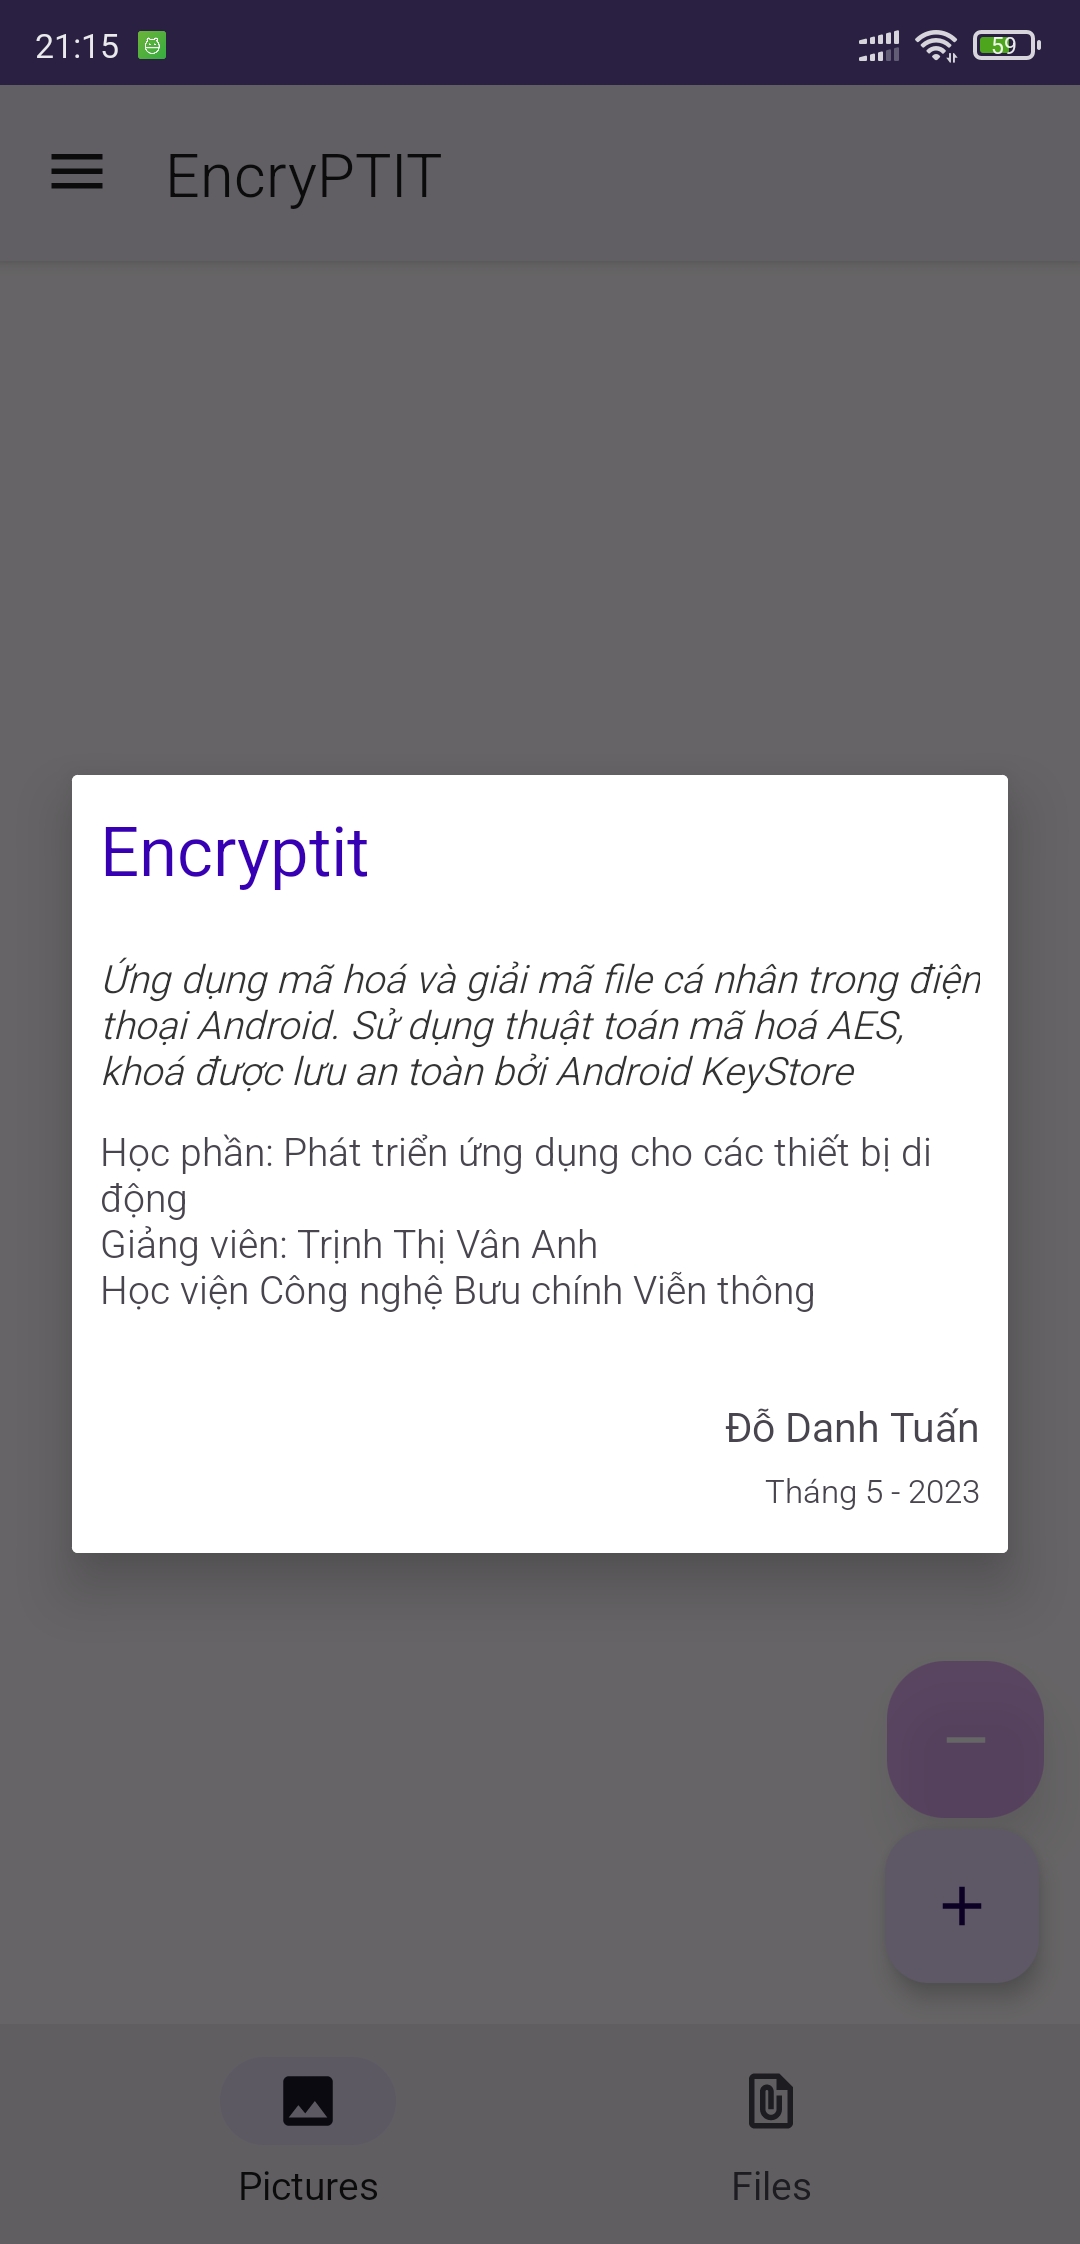 21:15
59
EncryPTIT
Encryptit
Ứng dụng mã hoá và giải mã file cá nhân trong điện
thoại Android. Sử dụng thuật toán mã hoá AES,
khoá được lưu an toàn bởi Android KeyStore
Học phần: Phát triển ứng dụng cho các thiết bị di
động
Giảng viên: Trịnh Thị Vân Anh
Học viện Công nghệ Bưu chính Viễn thông
Đỗ Danh Tuấn
Tháng 5 - 2023
Pictures
Files